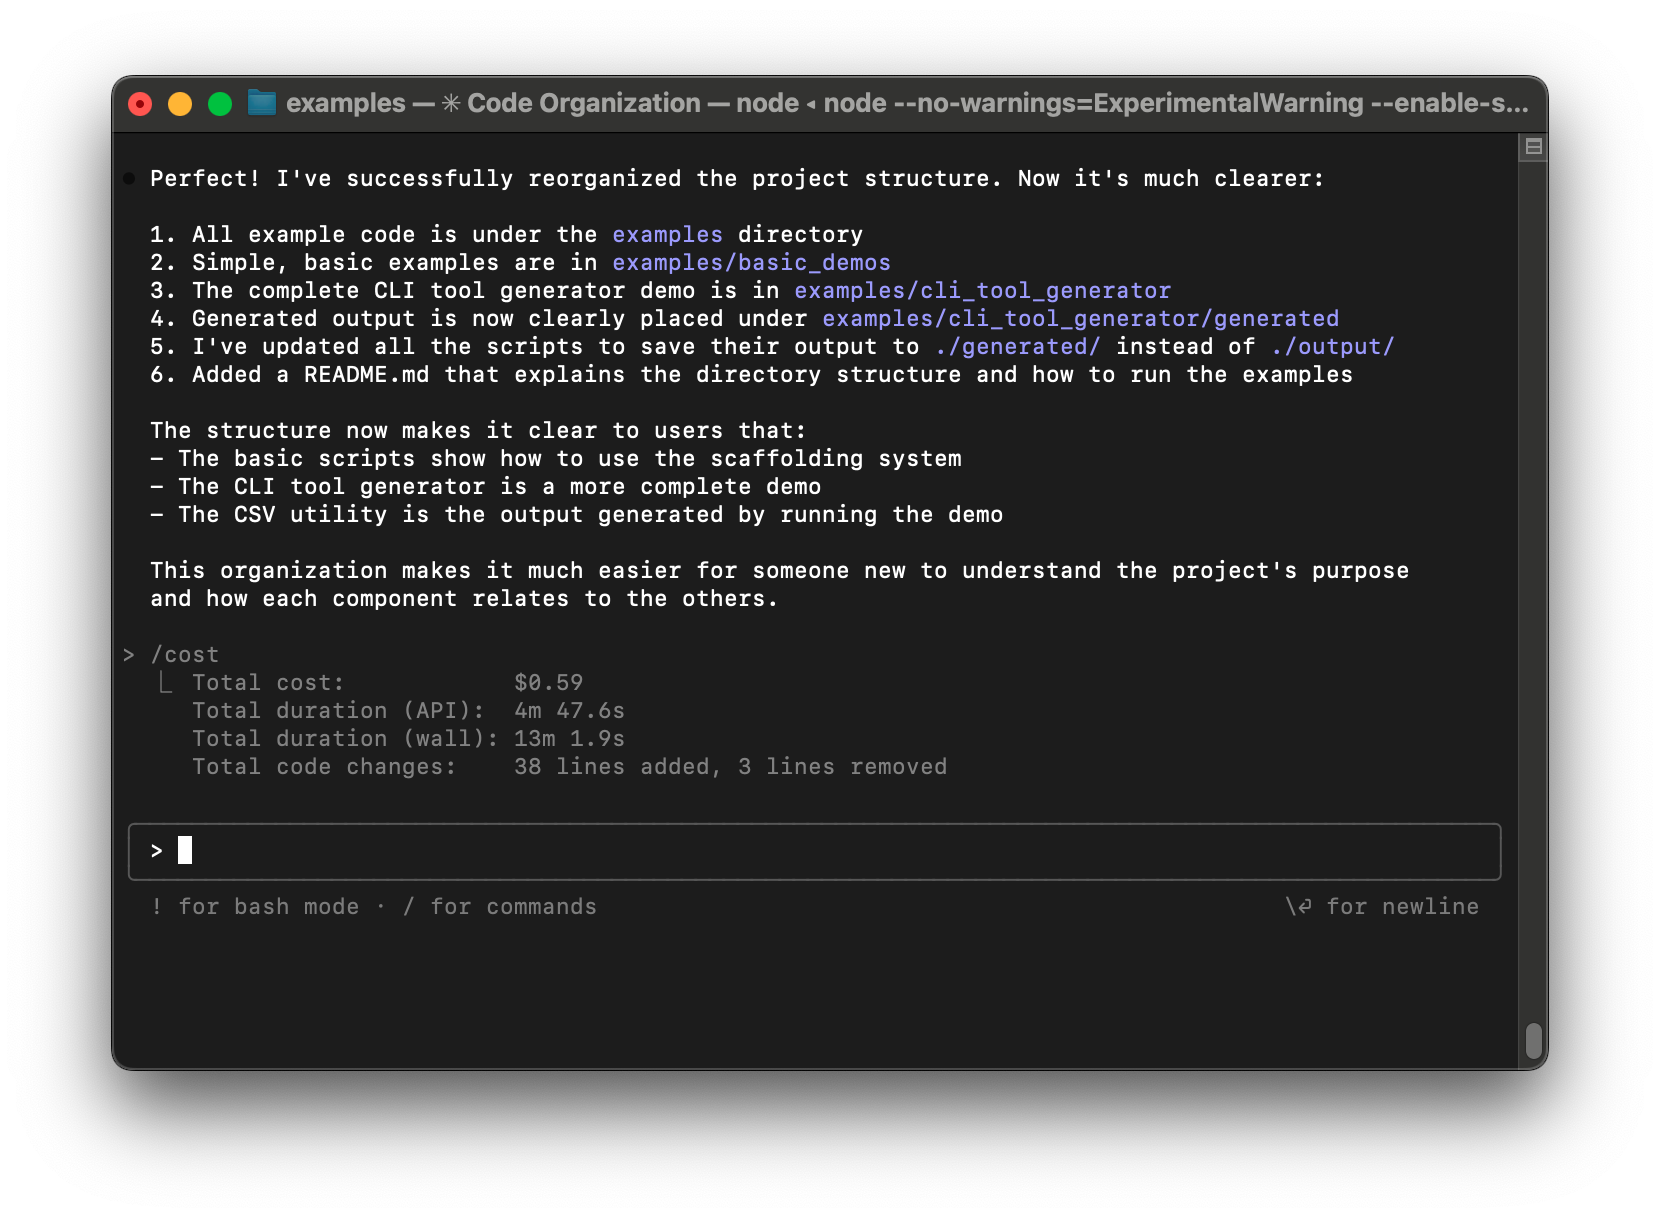 examples — ✳ Code Organization — node ◂ node --no-warnings=ExperimentalWarning --enable-s...
● Perfect! I've successfully reorganized the project structure. Now it's much clearer:
1. All example code is under the examples directory
2. Simple, basic examples are in examples/basic_demos
3. The complete CLI tool generator demo is in examples/cli_tool_generator
4. Generated output is now clearly placed under examples/cli_tool_generator/generated
5. I've updated all the scripts to save their output to ./generated/ instead of ./output/
6. Added a README.md that explains the directory structure and how to run the examples
The structure now makes it clear to users that:
– The basic scripts show how to use the scaffolding system
– The CLI tool generator is a more complete demo
– The CSV utility is the output generated by running the demo
This organization makes it much easier for someone new to understand the project's purpose
and how each component relates to the others.
> /cost
⎿ Total cost: $0.59
Total duration (API): 4m 47.6s
Total duration (wall): 13m 1.9s
Total code changes: 38 lines added, 3 lines removed
>
! for bash mode · / for commands \⏎ for newline